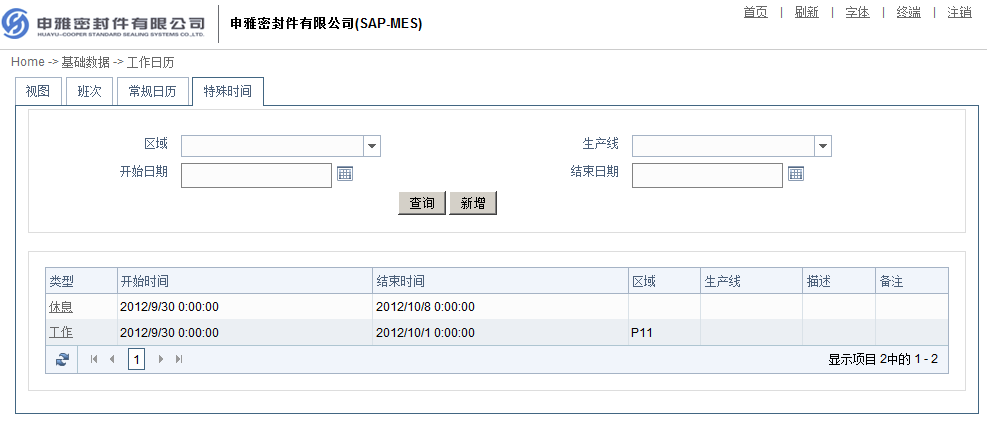 申雅密封件有限公司
HUAYU-COOPER STANDARD SEALING SYSTEMS CO.,LTD.
申雅密封件有限公司(SAP-MES)
首页 | 刷新 | 字体 | 终端 | 注销
Home -> 基础数据 -> 工作日历
视图 班次 常规日历 特殊时间
区域 生产线
开始日期 结束日期
查询 新增
类型 开始时间 结束时间 区域 生产线 描述 备注
休息 2012/9/30 0:00:00 2012/10/8 0:00:00
工作 2012/9/30 0:00:00 2012/10/1 0:00:00 P11
1 显示项目 2中的 1 - 2